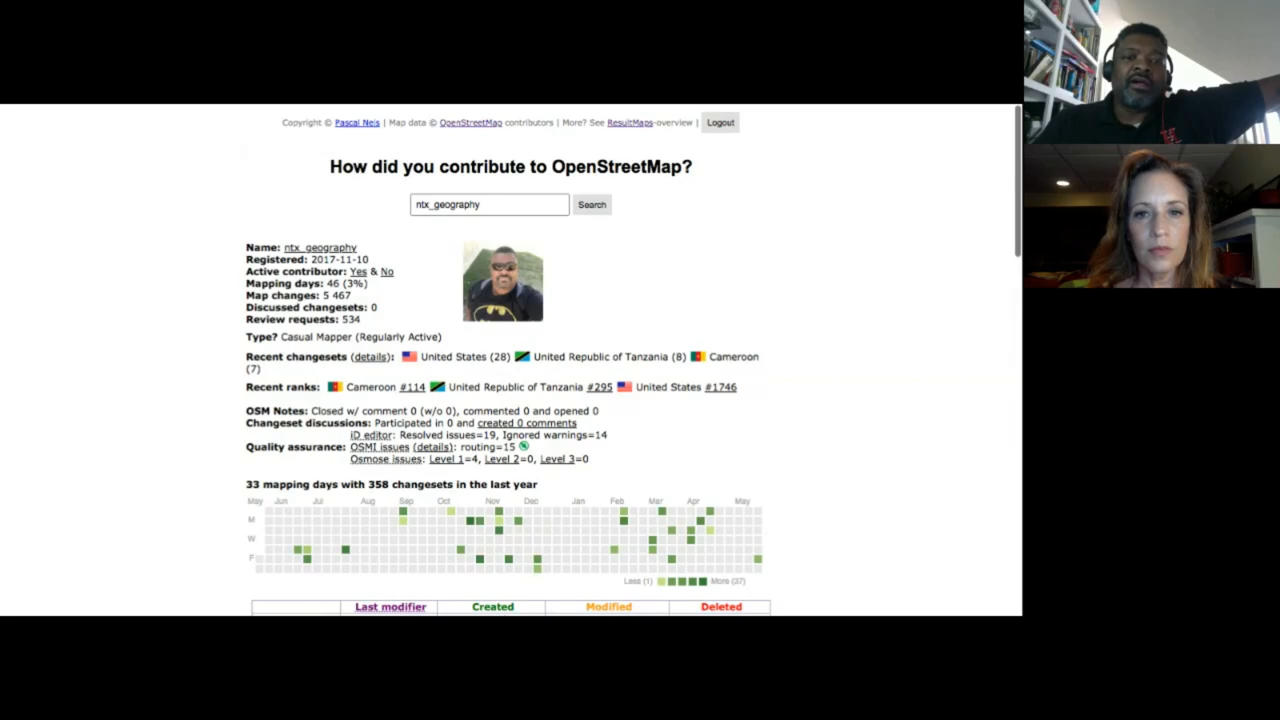 Copyright © Pascal Neis | Map data © OpenStreetMap contributors | More? See ResultMaps-overview | Logout
How did you contribute to OpenStreetMap?
ntx_geography Search
Name: ntx_geography
Registered: 2017-11-10
Active contributor: Yes & No
Mapping days: 46 (3%)
Map changes: 5 467
Discussed changesets: 0
Review requests: 534
Type? Casual Mapper (Regularly Active)
Recent changesets (details): United States (28) United Republic of Tanzania (8) Cameroon
(7)
Recent ranks: Cameroon #114 United Republic of Tanzania #295 United States #1746
OSM Notes: Closed w/ comment 0 (w/o 0), commented 0 and opened 0
Changeset discussions: Participated in 0 and created 0 comments
iD editor: Resolved issues=19, Ignored warnings=14
Quality assurance: OSMI issues (details): routing=15
Osmose issues: Level 1=4, Level 2=0, Level 3=0
33 mapping days with 358 changesets in the last year
May Jun Jul Aug Sep Oct Nov Dec Jan Feb Mar Apr May
M
W
F
Less (1) More (37)
Last modifier Created Modified Deleted